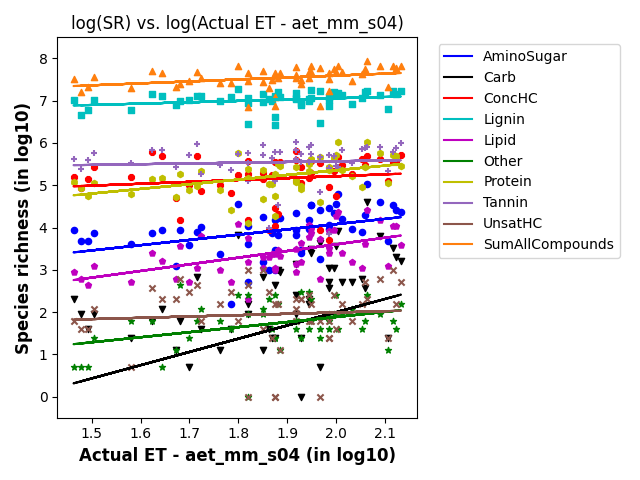 log(SR) vs. log(Actual ET - aet_mm_s04)
8
7
6
5
4
3
2
1
0
Species richness (in log10)
1.5 1.6 1.7 1.8 1.9 2.0 2.1
Actual ET - aet_mm_s04 (in log10)
AminoSugar
Carb
ConcHC
Lignin
Lipid
Other
Protein
Tannin
UnsatHC
SumAllCompounds